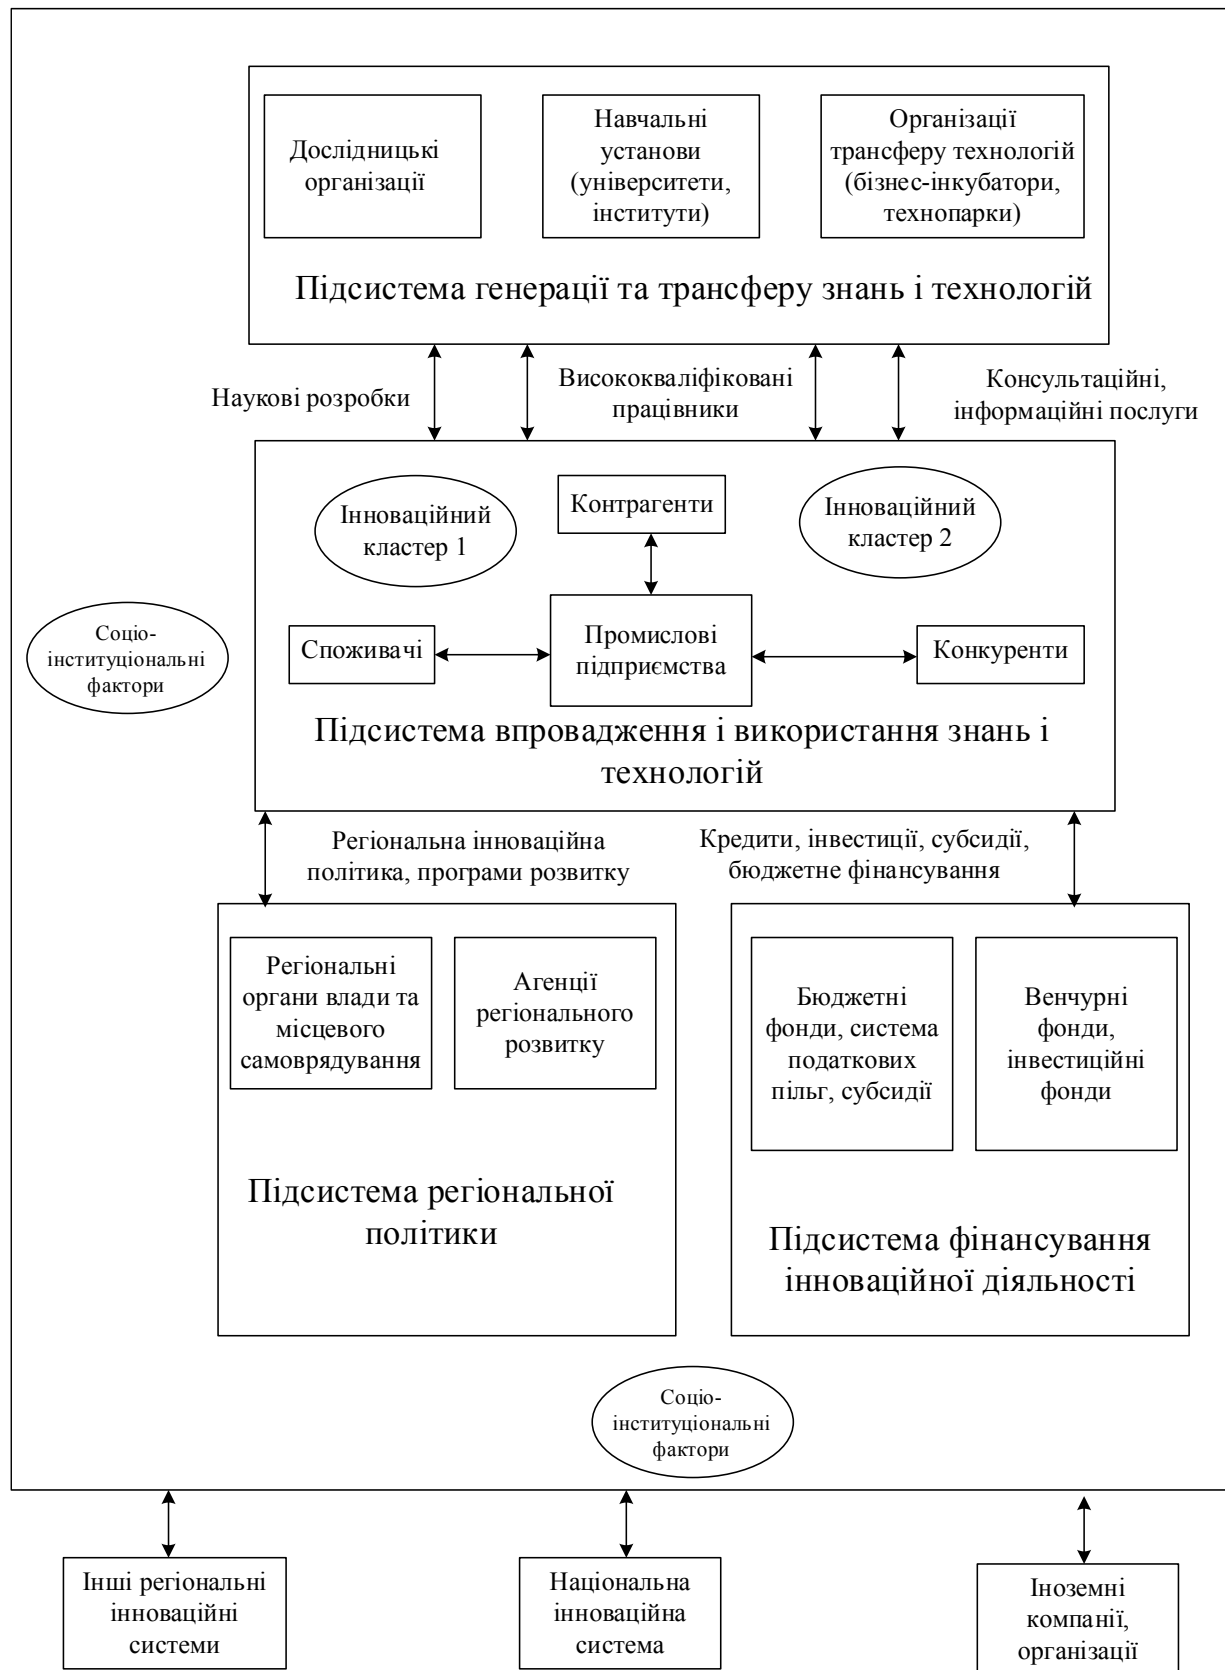 Дослідницькі
організації
Навчальні
установи
(університети,
інститути)
Організації
трансферу технологій
(бізнес-інкубатори,
технопарки)
Підсистема генерації та трансферу знань і технологій
Наукові розробки
Висококваліфіковані
працівники
Консультаційні,
інформаційні послуги
Інноваційний
кластер 1
Контрагенти
Інноваційний
кластер 2
Соціо-
інституціональні
фактори
Споживачі
Промислові
підприємства
Конкуренти
Підсистема впровадження і використання знань і
технологій
Регіональна інноваційна
політика, програми розвитку
Кредити, інвестиції, субсидії,
бюджетне фінансування
Регіональні
органи влади та
місцевого
самоврядування
Агенції
регіонального
розвитку
Підсистема регіональної
політики
Бюджетні
фонди, система
податкових
пільг, субсидії
Венчурні
фонди,
інвестиційні
фонди
Підсистема фінансування
інноваційної діяльності
Соціо-
інституціональні
фактори
Інші регіональні
інноваційні
системи
Національна
інноваційна
система
Іноземні
компанії,
організації